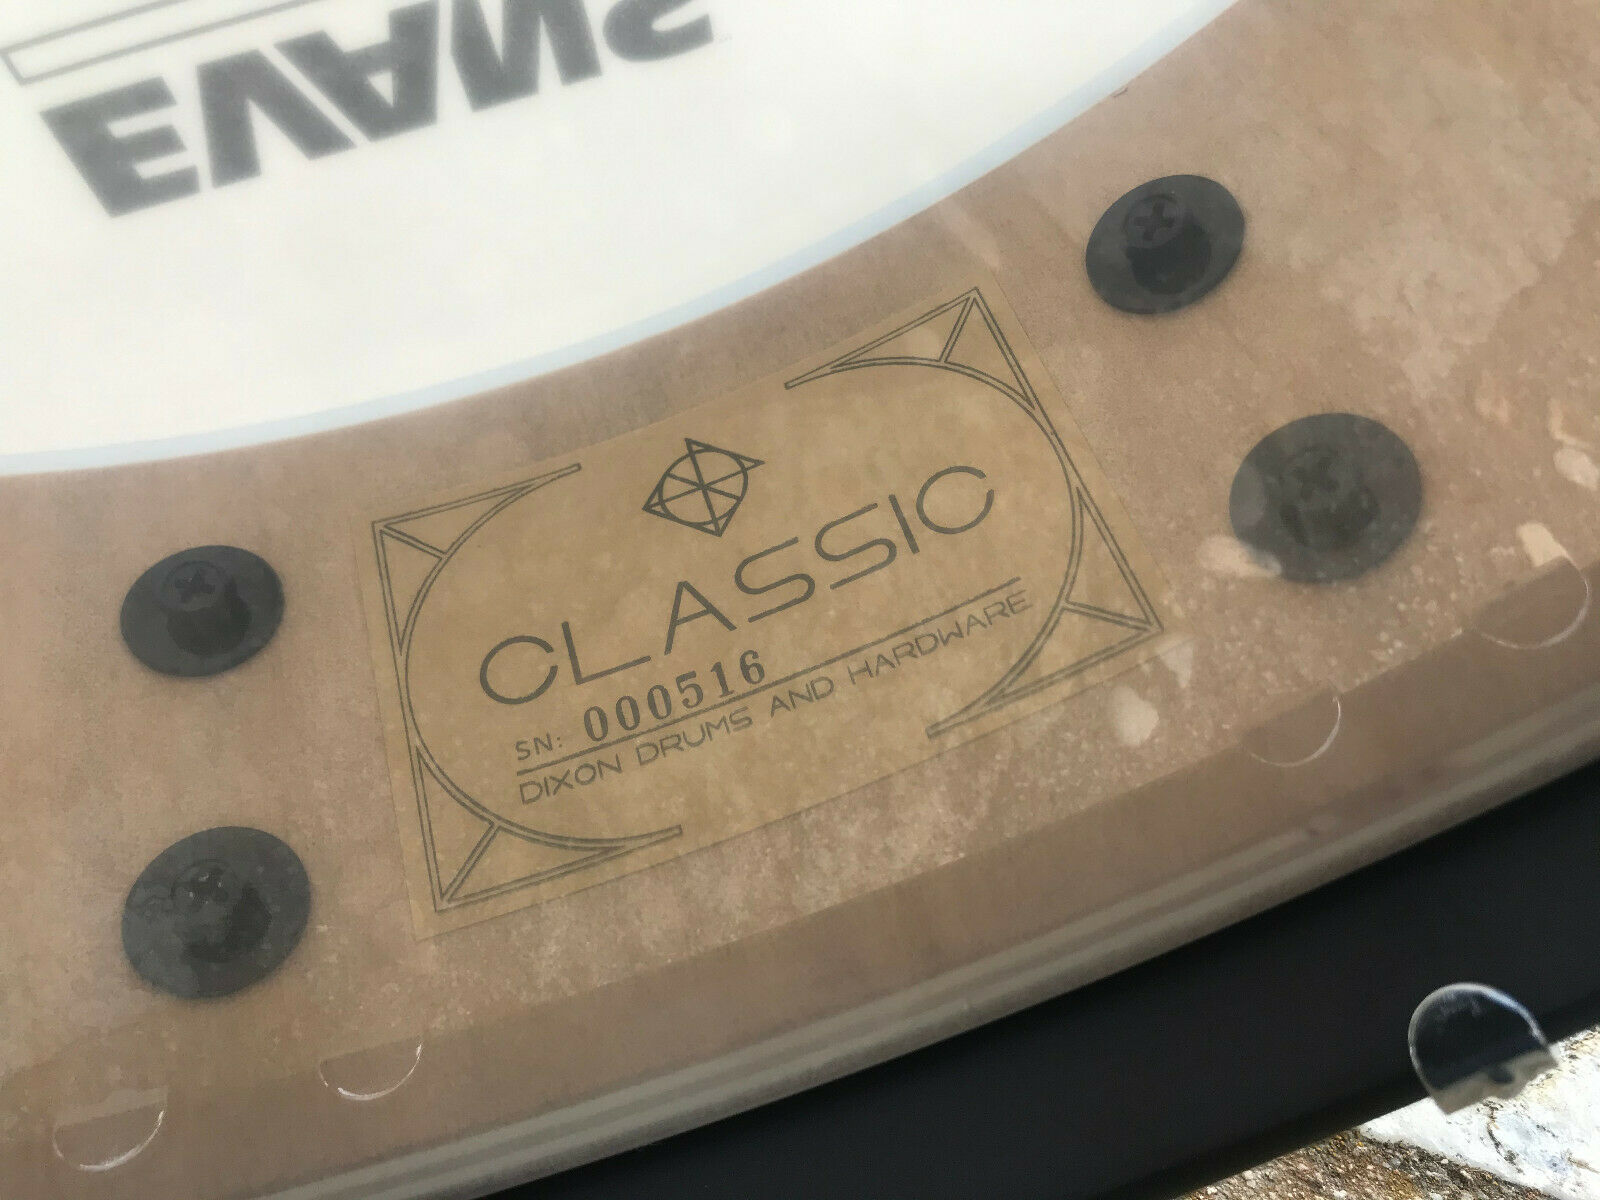 EVANS
CLASSIC
SN: 000516
DIXON DRUMS AND HARDWARE